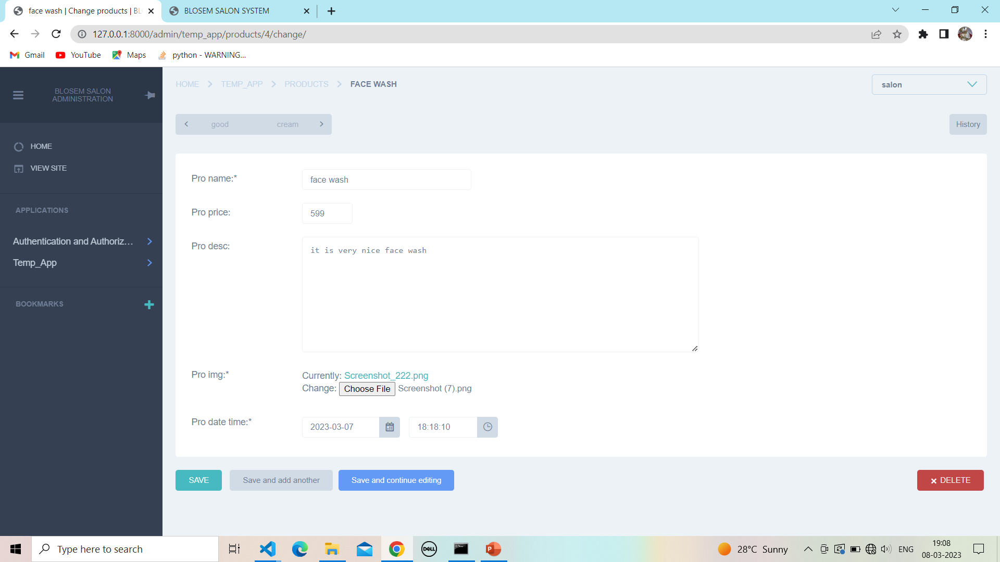 face wash | Change products | BL
BLOSEM SALON SYSTEM
127.0.0.1:8000/admin/temp_app/products/4/change/
Gmail
YouTube
Maps
python - WARNING...
BLOSEM SALON
ADMINISTRATION
HOME
VIEW SITE
APPLICATIONS
Authentication and Authoriz...
Temp_App
BOOKMARKS
HOME > TEMP_APP > PRODUCTS > FACE WASH
salon
good
cream
History
Pro name:*
face wash
Pro price:
599
Pro desc:
it is very nice face wash
Pro img:*
Currently: Screenshot_222.png
Change: Choose File Screenshot (7).png
Pro date time:*
2023-03-07
18:18:10
SAVE
Save and add another
Save and continue editing
DELETE
Type here to search
DELL
28°C Sunny
ENG
19:08
08-03-2023